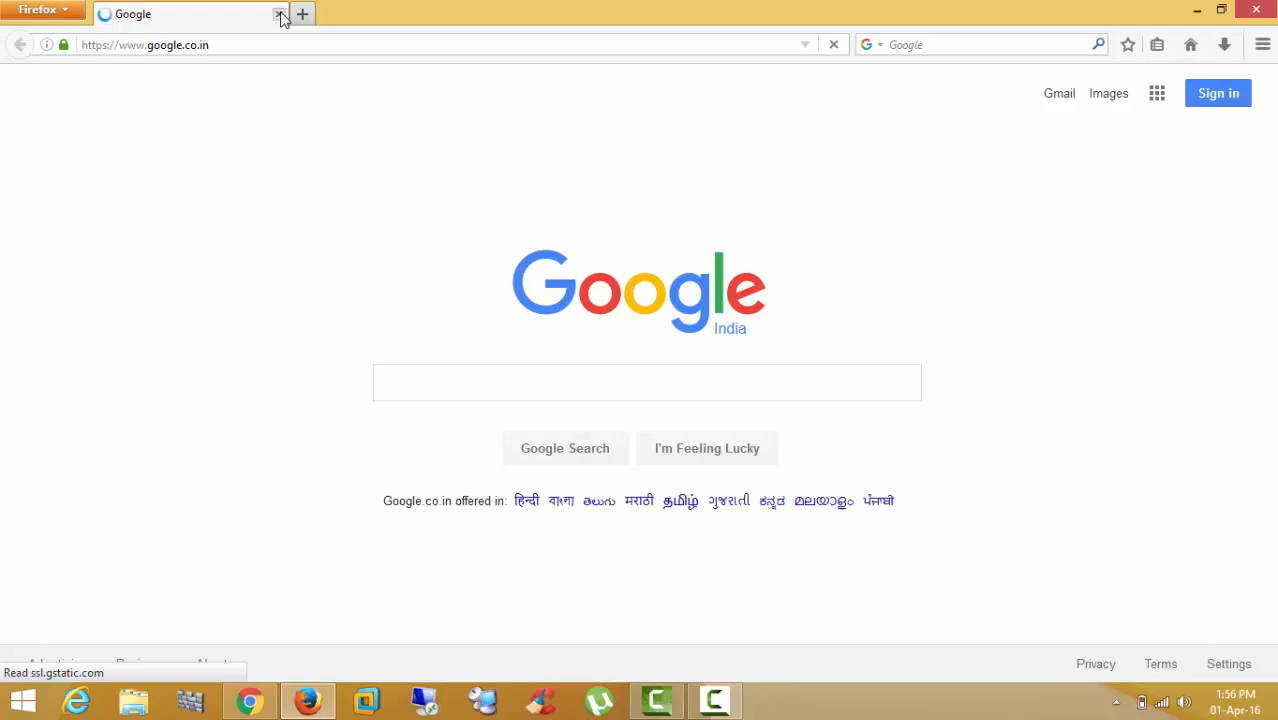 Firefox
Google
https://www.google.co.in
Google
Gmail Images Sign in
Google
India
Google Search I'm Feeling Lucky
Google.co.in offered in: हिन्दी বাংলা తెలుగు मराठी தமிழ் ગુજરાતી ಕನ್ನಡ മലയാളം ਪੰਜਾਬੀ
Privacy Terms Settings
Read ssl.gstatic.com
1:56 PM
01-Apr-16